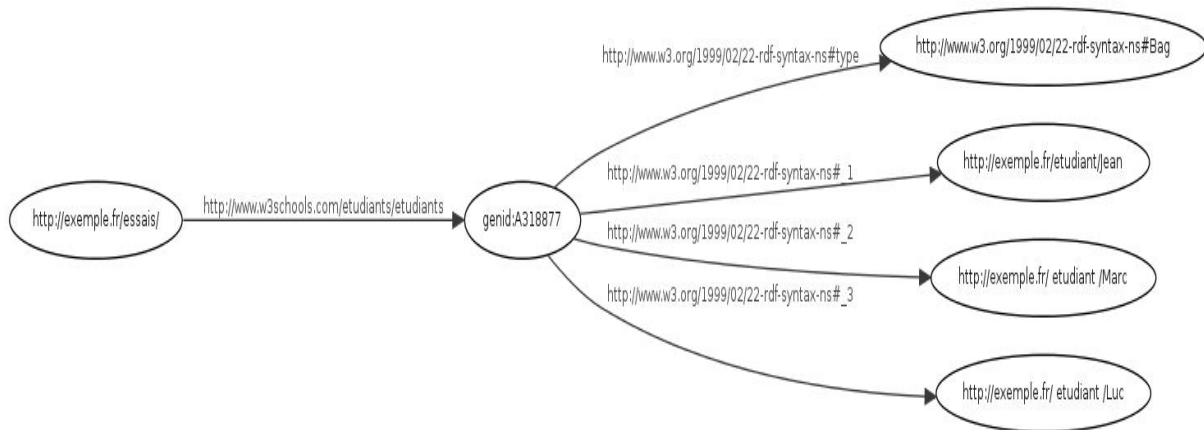 http://www.w3.org/1999/02/22-rdf-syntax-ns#Bag
http://www.w3.org/1999/02/22-rdf-syntax-ns#type
http://exemple.fr/etudiant/Jean
http://www.w3.org/1999/02/22-rdf-syntax-ns#_1
http://exemple.fr/essais/
http://www.w3schools.com/etudiants/etudiants
genid:A318877
http://www.w3.org/1999/02/22-rdf-syntax-ns#_2
http://exemple.fr/ etudiant /Marc
http://www.w3.org/1999/02/22-rdf-syntax-ns#_3
http://exemple.fr/ etudiant /Luc